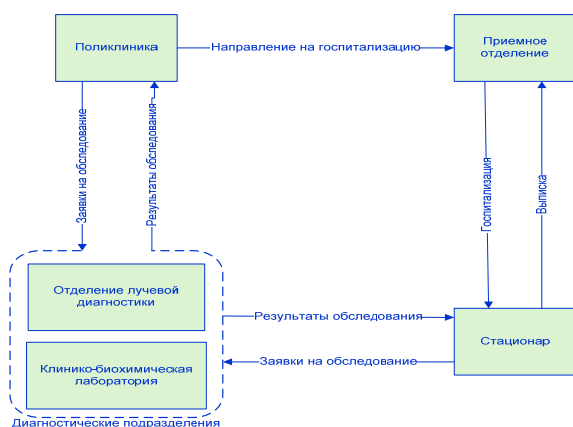 Поликлиника
Направление на госпитализацию
Приемное
отделение
Заявки на обследование
Результаты обследования
Госпитализация
Выписка
Отделение лучевой
диагностики
Результаты обследования
Стационар
Заявки на обследование
Клинико-биохимическая
лаборатория
Диагностические подразделения